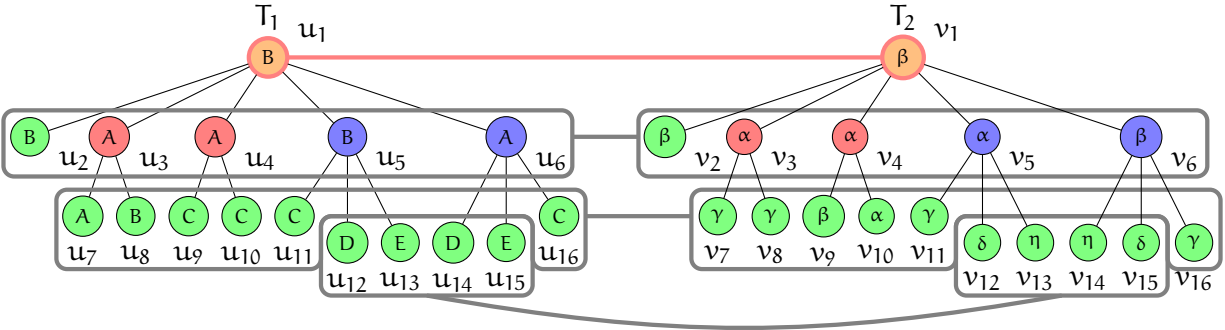 T₁ u₁ T₂ v₁
B β
B A A B A β α α α β
u₂ u₃ u₄ u₅ u₆ v₂ v₃ v₄ v₅ v₆
A B C C C C γ γ β α γ γ
D E D E δ η η δ
u₇ u₈ u₉ u₁₀ u₁₁ u₁₆ v₇ v₈ v₉ v₁₀ v₁₁ v₁₆
u₁₂ u₁₃ u₁₄ u₁₅ v₁₂ v₁₃ v₁₄ v₁₅